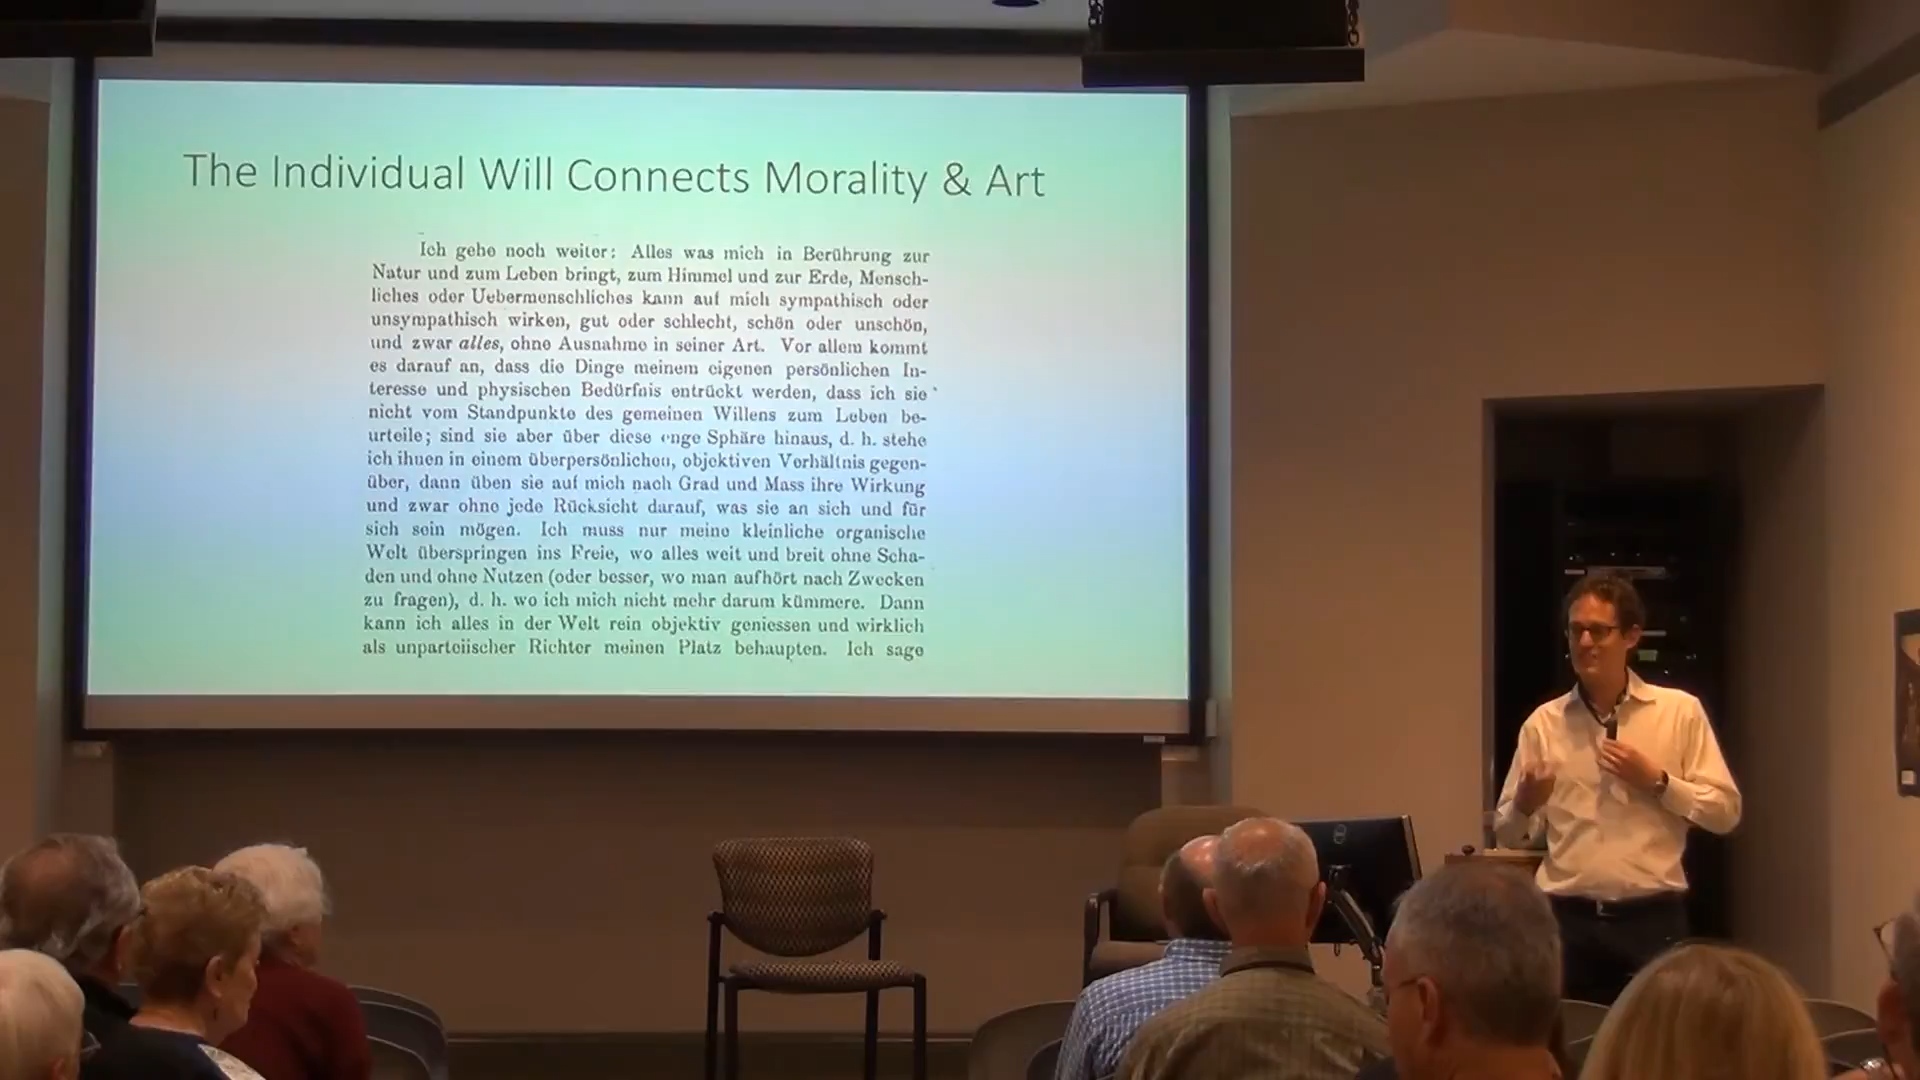 The Individual Will Connects Morality & Art
Ich gehe noch weiter: Alles was mich in Berührung zur
Natur und zum Leben bringt, zum Himmel und zur Erde, Mensch-
liches oder Uebermenschliches kann auf mich sympathisch oder
unsympathisch wirken, gut oder schlecht, schön oder unschön,
und zwar alles, ohne Ausnahme in seiner Art. Vor allem kommt
es darauf an, dass die Dinge meinem eigenen persönlichen In-
teresse und physischen Bedürfnis entrückt werden, dass ich sie
nicht vom Standpunkte des gemeinen Willens zum Leben be-
urteile; sind sie aber über diese enge Sphäre hinaus, d. h. stehe
ich ihnen in einem überpersönlichen, objektiven Verhältnis gegen-
über, dann üben sie auf mich nach Grad und Mass ihre Wirkung
und zwar ohne jede Rücksicht darauf, was sie an sich und für
sich sein mögen. Ich muss nur meine kleinliche organische
Welt überspringen ins Freie, wo alles weit und breit ohne Scha-
den und ohne Nutzen (oder besser, wo man aufhört nach Zwecken
zu fragen), d. h. wo ich mich nicht mehr darum kümmere. Dann
kann ich alles in der Welt rein objektiv geniessen und wirklich
als unparteiischer Richter meinen Platz behaupten. Ich sage